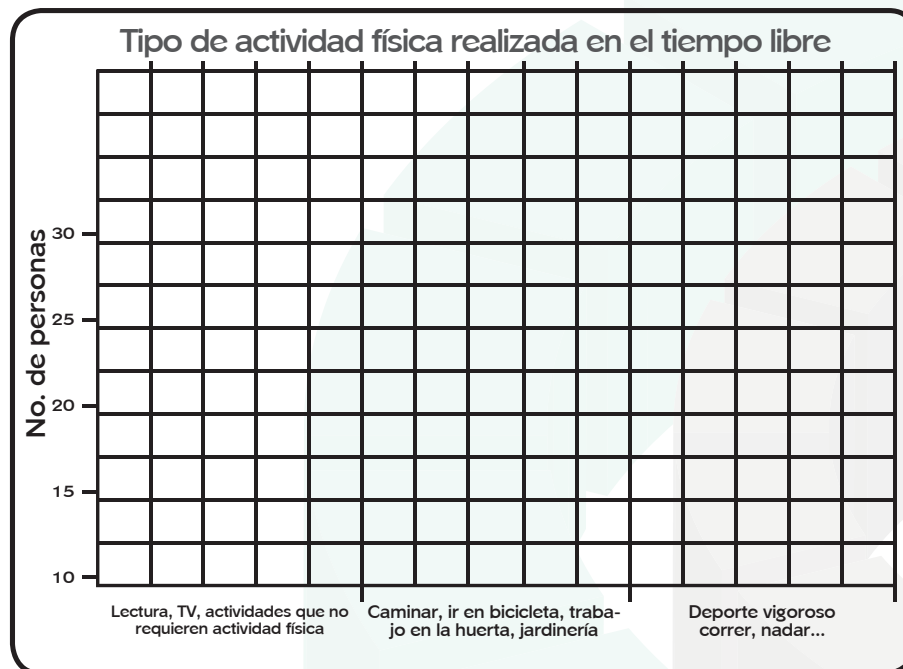 Tipo de actividad física realizada en el tiempo libre
No. de personas
30
25
20
15
10
Lectura, TV, actividades que no
requieren actividad física
Caminar, ir en bicicleta, traba-
jo en la huerta, jardinería
Deporte vigoroso
correr, nadar...